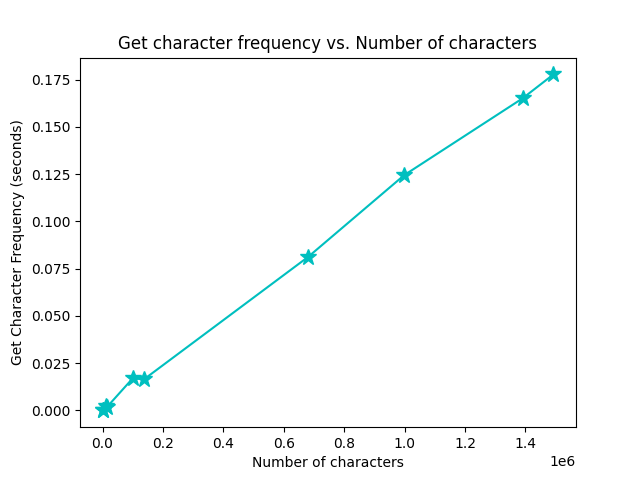 Get character frequency vs. Number of characters
Get Character Frequency (seconds)
0.175
0.150
0.125
0.100
0.075
0.050
0.025
0.000
0.0 0.2 0.4 0.6 0.8 1.0 1.2 1.4
1e6
Number of characters